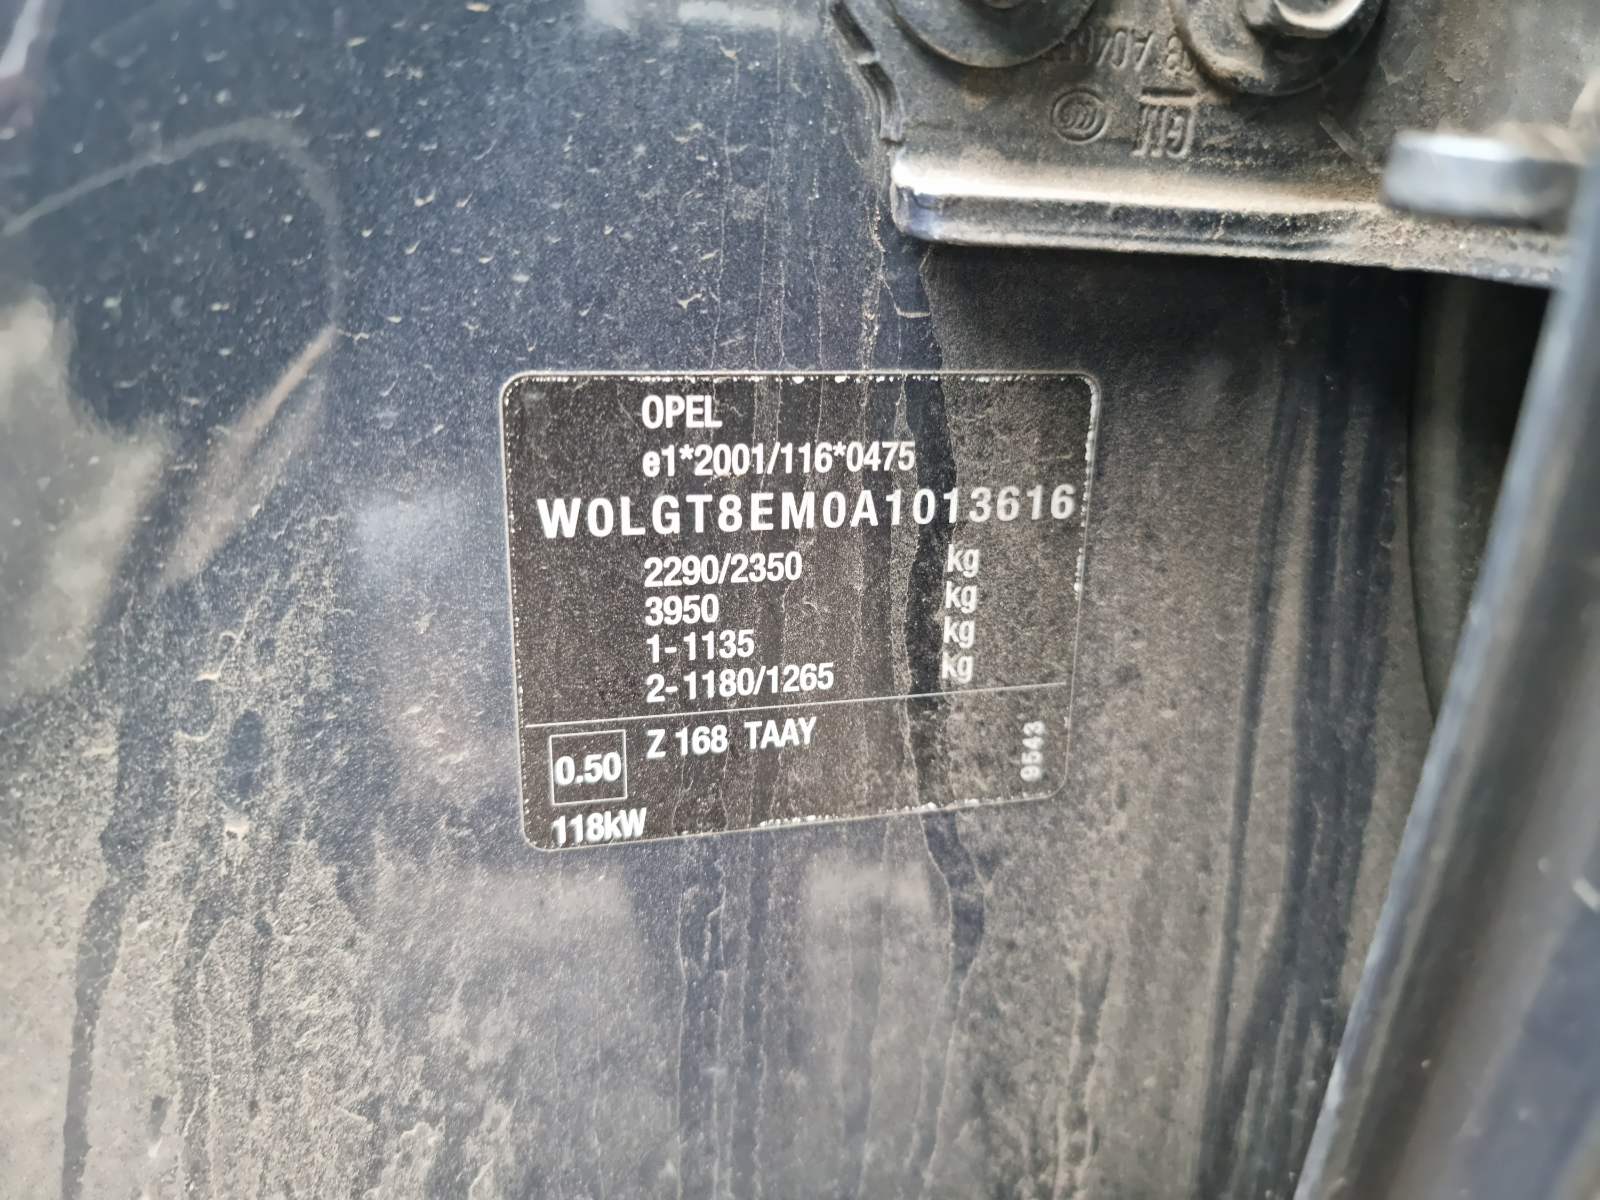 GM
OPEL
e1*2001/116*0475
W0LGT8EM0A1013616
2290/2350 kg
3950 kg
1-1135 kg
2-1180/1265 kg
Z 168 TAAY
0.50
118kW
9543